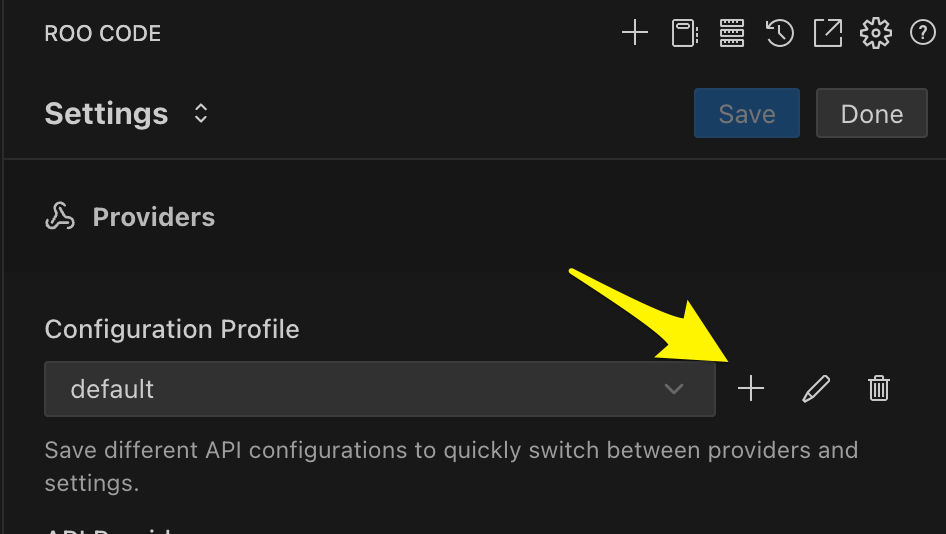 ROO CODE
Settings
Save
Done
Providers
Configuration Profile
default
Save different API configurations to quickly switch between providers and
settings.